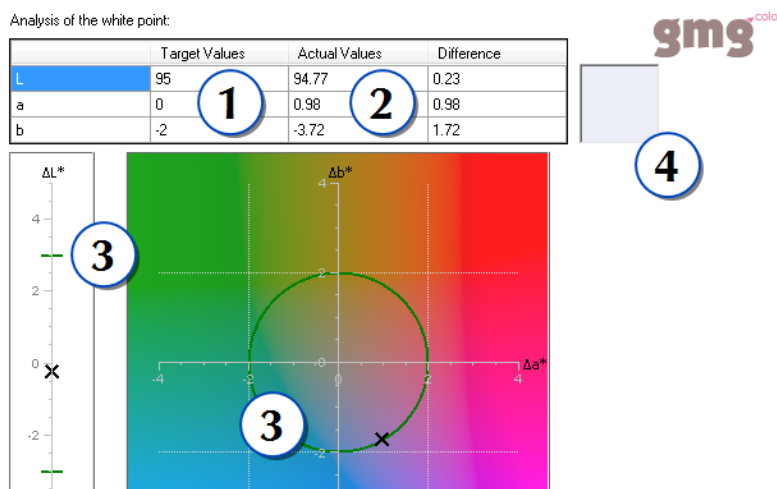 Analysis of the white point:
gmg color
Target Values Actual Values Difference
L 95 94.77 0.23
a 0 0.98 0.98
b -2 -3.72 1.72
1
2
4
ΔL*
Δb*
4
4
3
2
2
0
0
Δa*
-4
-2
0
2
4
3
-2
-2